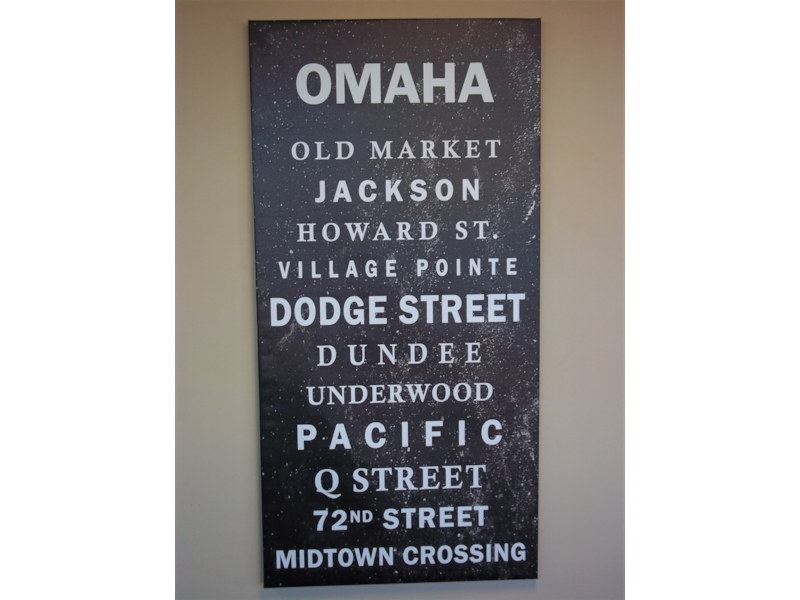 OMAHA
OLD MARKET
JACKSON
HOWARD ST.
VILLAGE POINTE
DODGE STREET
DUNDEE
UNDERWOOD
PACIFIC
Q STREET
72ND STREET
MIDTOWN CROSSING